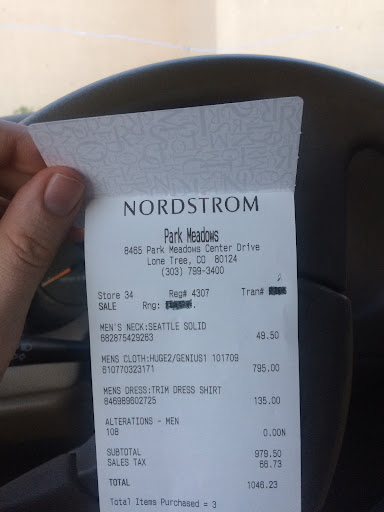 NORDSTROM
Park Meadows
8465 Park Meadows Center Drive
Lone Tree, CO 80124
(303) 799-3400
Store 34 Reg# 4307 Tran#
SALE Rng:
MEN'S NECK:SEATTLE SOLID
682875429263 49.50
MENS CLOTH:HUGE2/GENIUS1 101709
610770323171 795.00
MENS DRESS:TRIM DRESS SHIRT
846989602725 135.00
ALTERATIONS - MEN
108 0.00N
SUBTOTAL 979.50
SALES TAX 66.73
TOTAL 1046.23
Total Items Purchased = 3